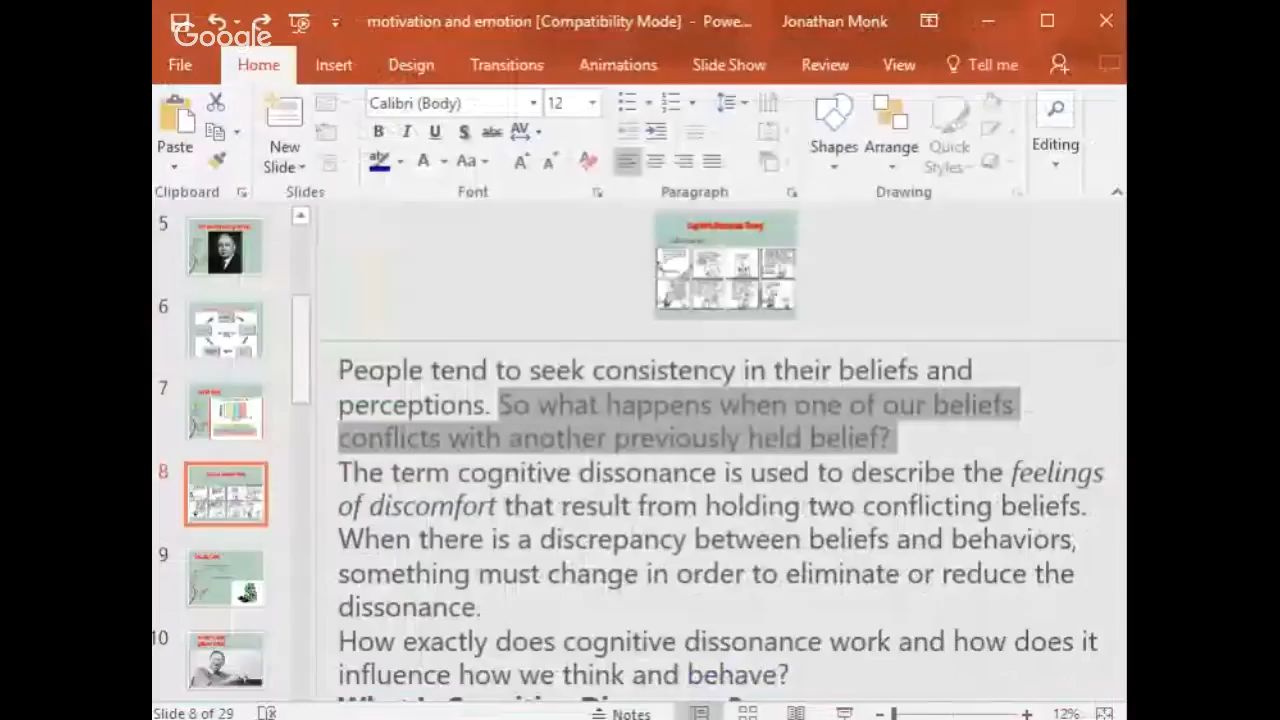 motivation and emotion [Compatibility Mode] - Powe... Jonathan Monk
Google
File Home Insert Design Transitions Animations Slide Show Review View Tell me
Calibri (Body) 12
B I U S abc AV
Paste New Slide Aa Shapes Arrange Quick Styles Editing
Clipboard Slides Font Paragraph Drawing
5
6
7
8
9
10
People tend to seek consistency in their beliefs and
perceptions. So what happens when one of our beliefs
conflicts with another previously held belief?
The term cognitive dissonance is used to describe the feelings
of discomfort that result from holding two conflicting beliefs.
When there is a discrepancy between beliefs and behaviors,
something must change in order to eliminate or reduce the
dissonance.
How exactly does cognitive dissonance work and how does it
influence how we think and behave?
Slide 8 of 29 Notes 12%